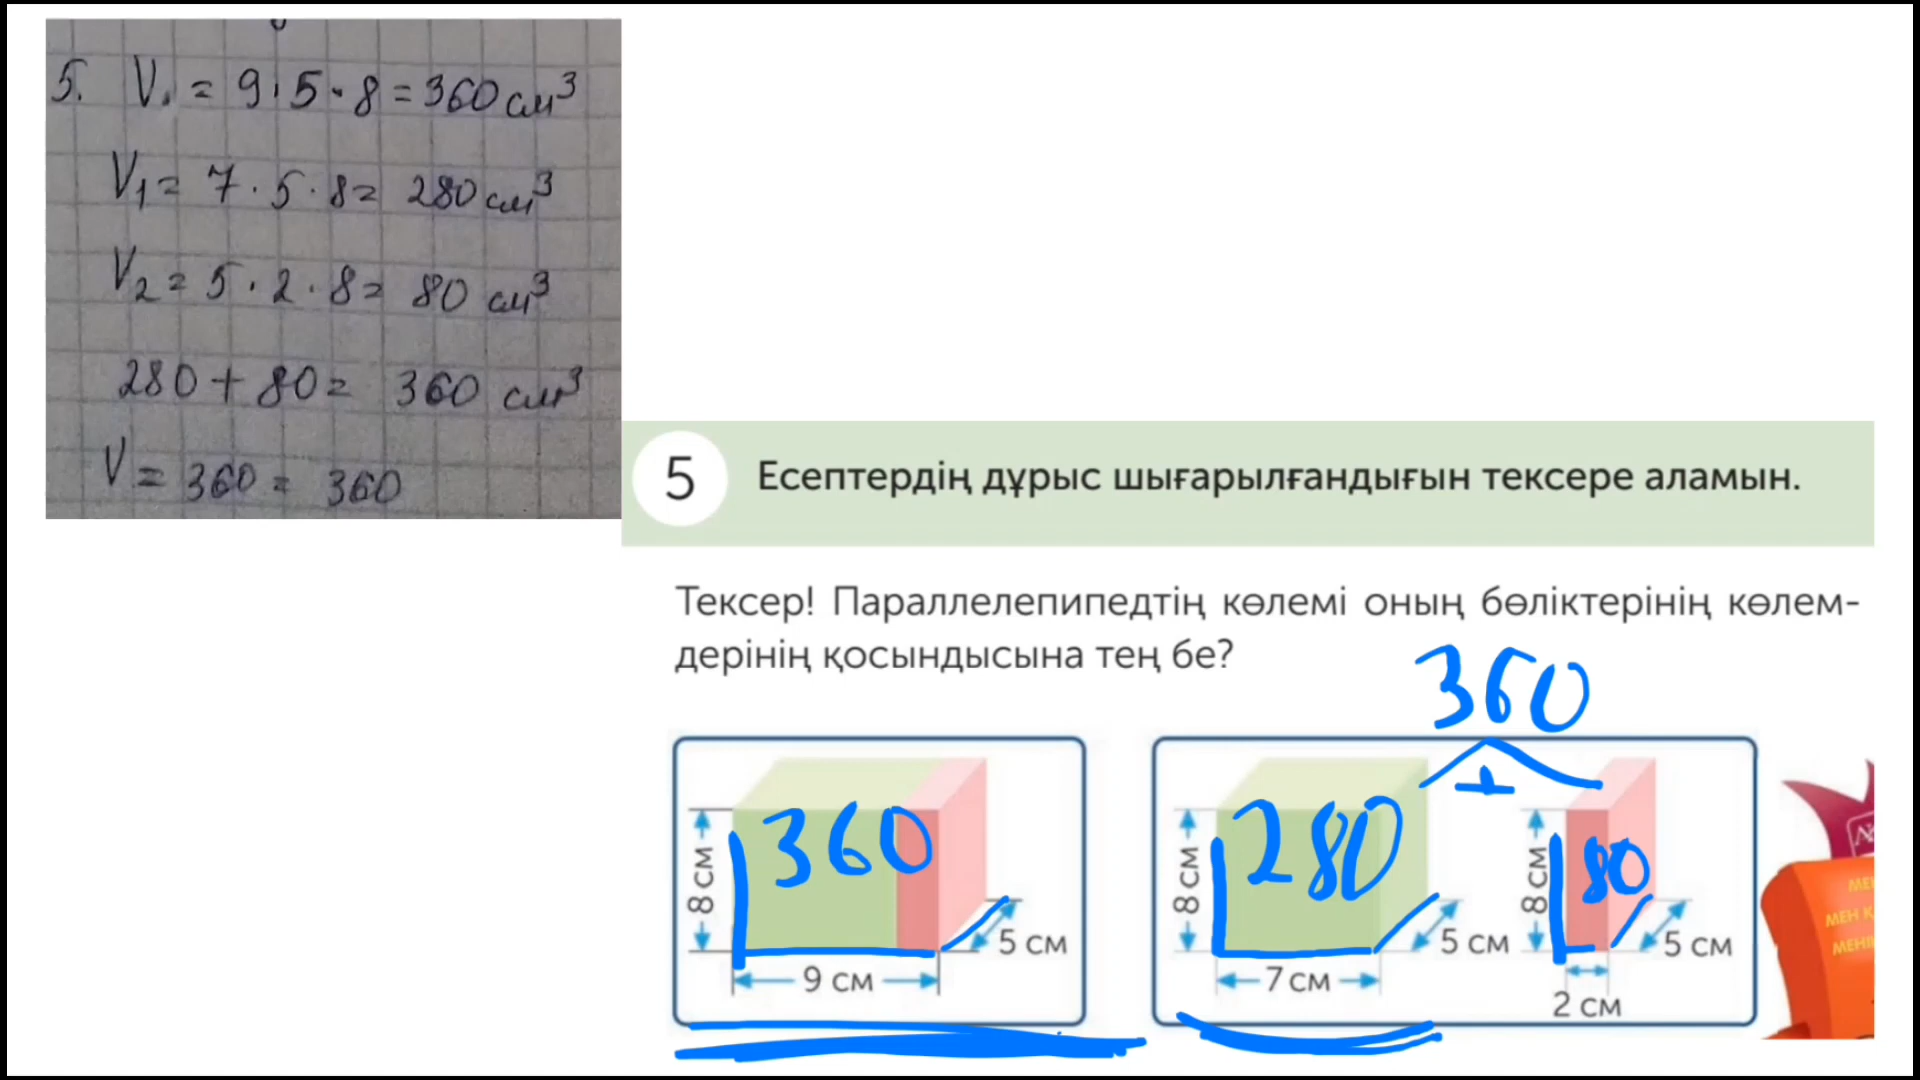 5. V. = 9 · 5 · 8 = 360 см³
V₁ = 7 · 5 · 8 = 280 см³
V₂ = 5 · 2 · 8 = 80 см³
280 + 80 = 360 см³
V = 360 = 360
5 Есептердің дұрыс шығарылғандығын тексере аламын.
Тексер! Параллелепипедтің көлемі оның бөліктерінің көлем-
дерінің қосындысына тең бе?
360
+
360
8 см
5 см
9 см
280
8 см
5 см
7 см
80
8 см
5 см
2 см
МЕН К